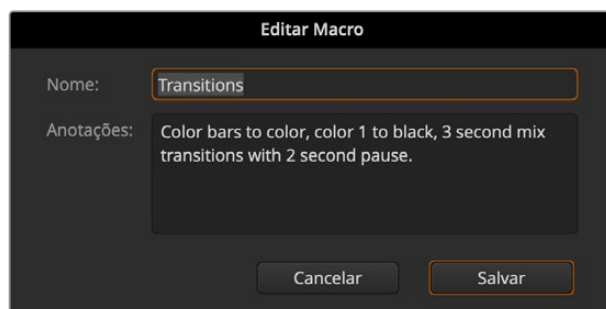 Editar Macro
Nome:
Transitions
Anotações:
Color bars to color, color 1 to black, 3 second mix
transitions with 2 second pause.
Cancelar
Salvar